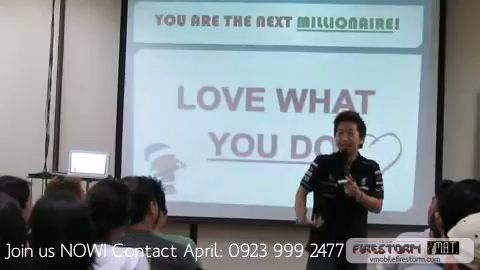 YOU ARE THE NEXT MILLIONAIRE!
LOVE WHAT
YOU DO
Join us NOW! Contact April: 0923 999 2477
FIRESTORM
vmobilefirestorm.com